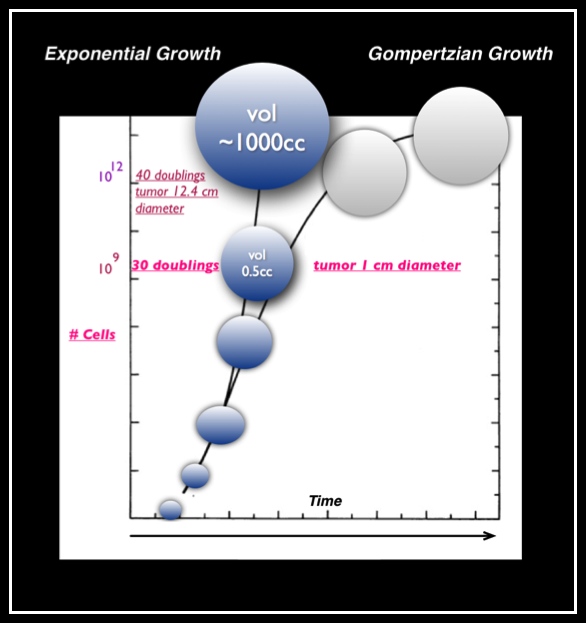 Exponential Growth
Gompertzian Growth
vol
~1000cc
10^12
40 doublings
tumor 12.4 cm
diameter
vol
0.5cc
10^9
30 doublings
tumor 1 cm diameter
# Cells
Time